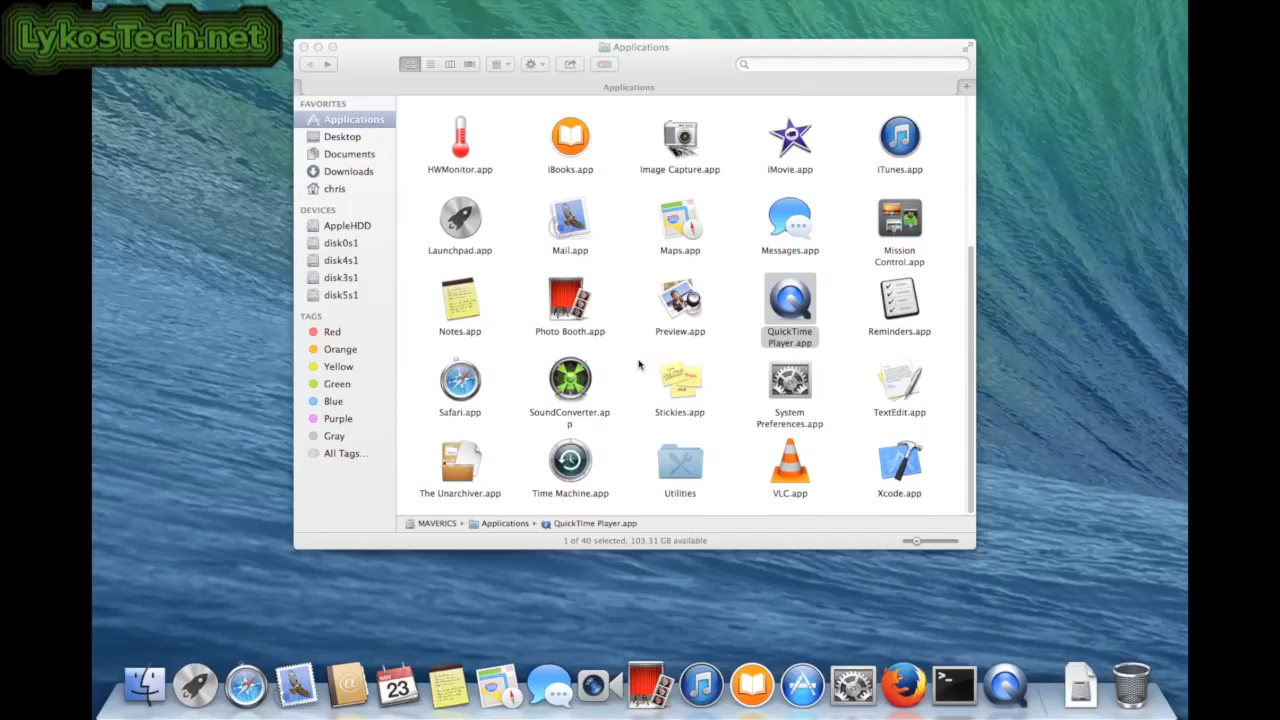 LykosTech.net
Applications
Applications
FAVORITES
Applications
Desktop
Documents
Downloads
chris
DEVICES
AppleHDD
disk0s1
disk4s1
disk3s1
disk5s1
TAGS
Red
Orange
Yellow
Green
Blue
Purple
Gray
All Tags...
HWMonitor.app
iBooks.app
Image Capture.app
iMovie.app
iTunes.app
Launchpad.app
Mail.app
Maps.app
Messages.app
Mission
Control.app
Notes.app
Photo Booth.app
Preview.app
QuickTime
Player.app
Reminders.app
Safari.app
SoundConverter.ap
p
Stickies.app
System
Preferences.app
TextEdit.app
The Unarchiver.app
Time Machine.app
Utilities
VLC.app
Xcode.app
MAVERICS ▸ Applications ▸ QuickTime Player.app
1 of 40 selected, 103.31 GB available
NOV
23